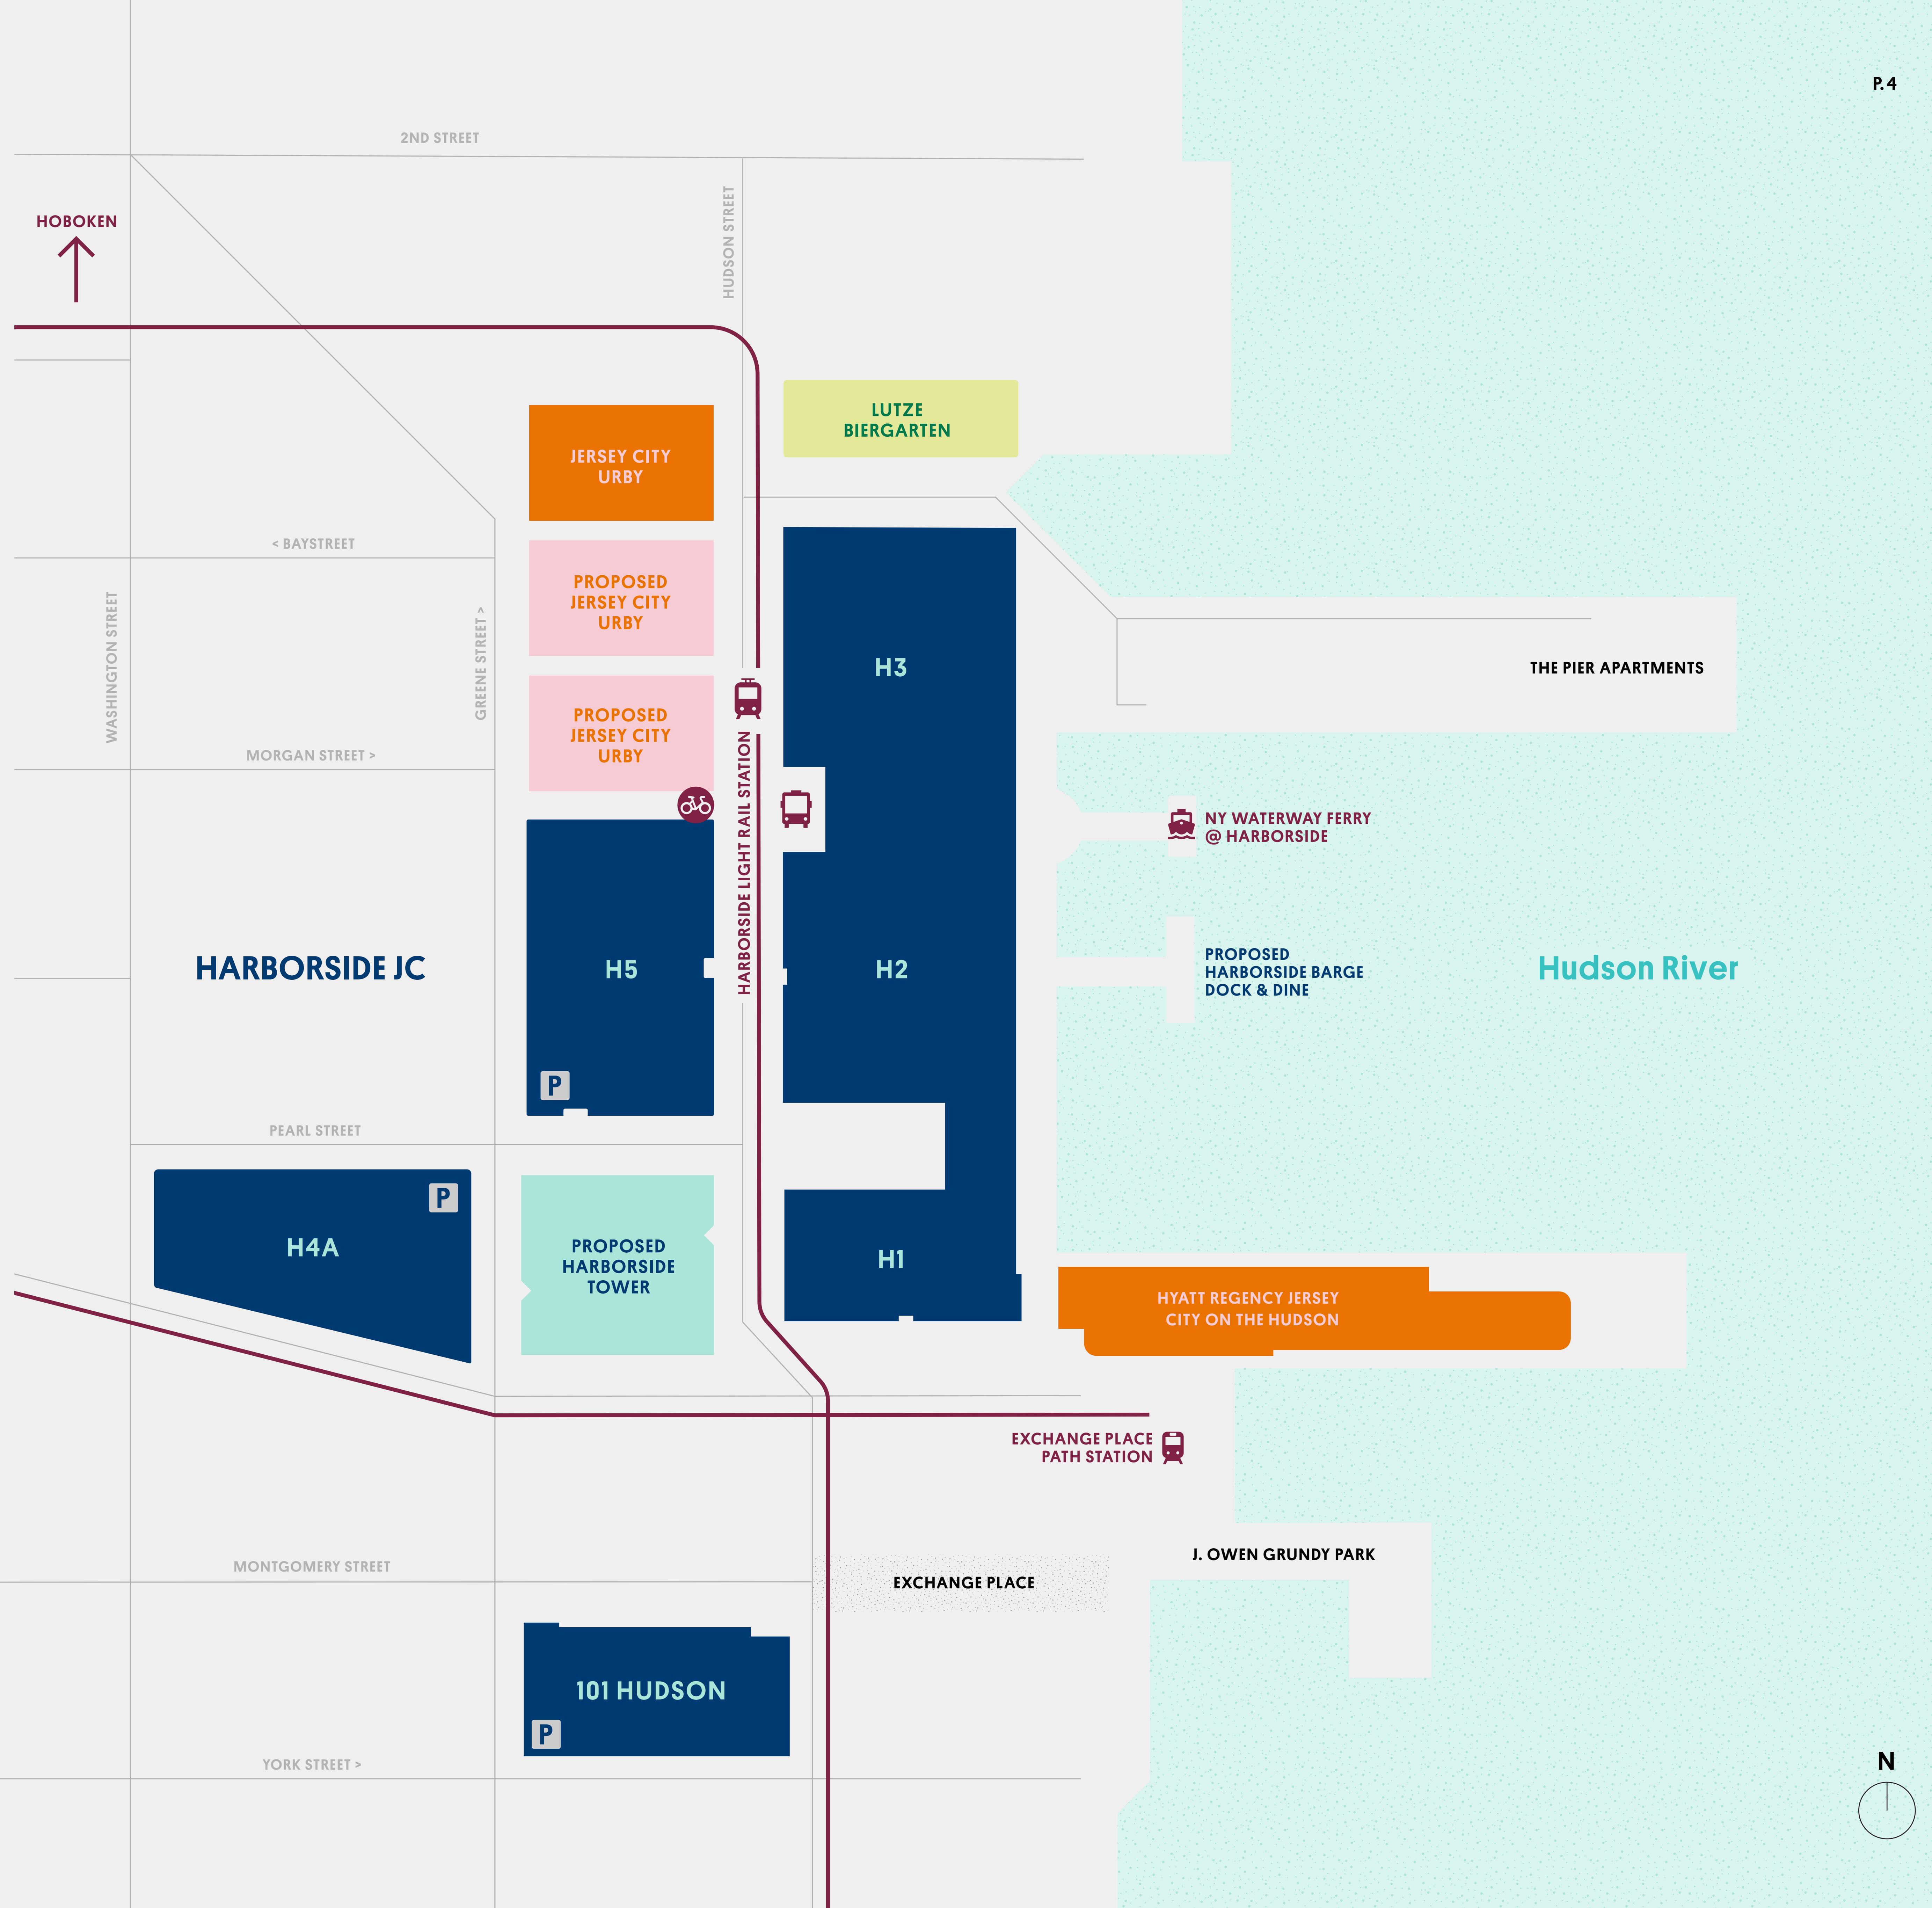 P. 4
2ND STREET
HUDSON STREET
HOBOKEN
LUTZE
BIERGARTEN
JERSEY CITY
URBY
< BAYSTREET
PROPOSED
JERSEY CITY
URBY
WASHINGTON STREET
GREENE STREET >
H3
THE PIER APARTMENTS
PROPOSED
JERSEY CITY
URBY
MORGAN STREET >
HARBORSIDE LIGHT RAIL STATION
NY WATERWAY FERRY
@ HARBORSIDE
HARBORSIDE JC
H5
H2
PROPOSED
HARBORSIDE BARGE
DOCK & DINE
Hudson River
P
PEARL STREET
P
H4A
PROPOSED
HARBORSIDE
TOWER
H1
HYATT REGENCY JERSEY
CITY ON THE HUDSON
EXCHANGE PLACE
PATH STATION
J. OWEN GRUNDY PARK
MONTGOMERY STREET
EXCHANGE PLACE
101 HUDSON
P
YORK STREET >
N